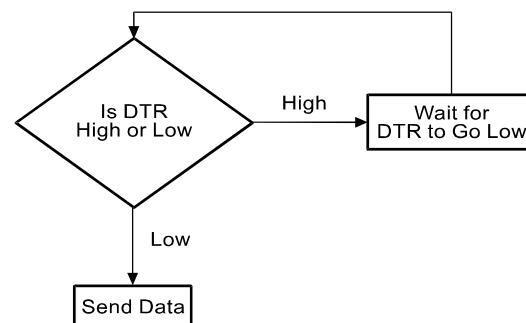 Is DTR
High or Low
High
Wait for
DTR to Go Low
Low
Send Data